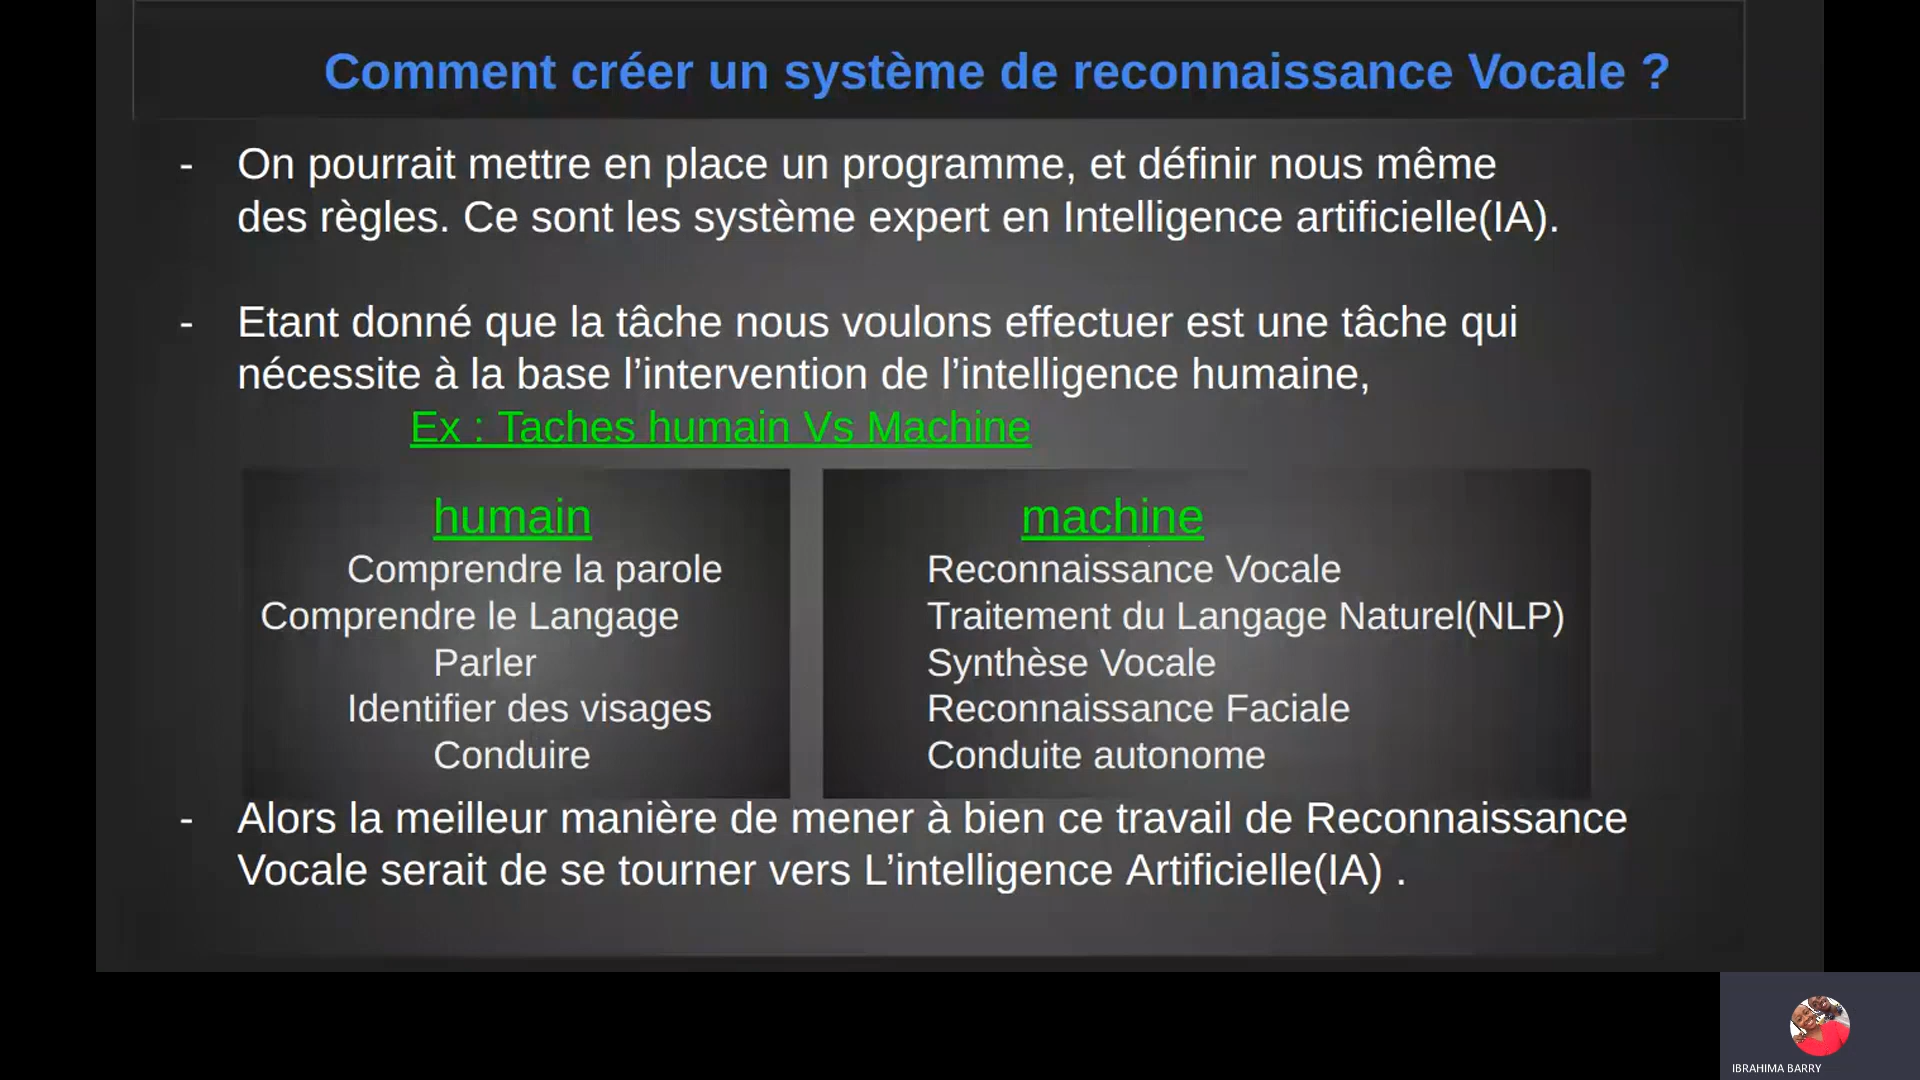 Comment créer un système de reconnaissance Vocale ?
- On pourrait mettre en place un programme, et définir nous même
des règles. Ce sont les système expert en Intelligence artificielle(IA).
- Etant donné que la tâche nous voulons effectuer est une tâche qui
nécessite à la base l’intervention de l’intelligence humaine,
Ex : Taches humain Vs Machine
humain
Comprendre la parole
Comprendre le Langage
Parler
Identifier des visages
Conduire
machine
Reconnaissance Vocale
Traitement du Langage Naturel(NLP)
Synthèse Vocale
Reconnaissance Faciale
Conduite autonome
- Alors la meilleur manière de mener à bien ce travail de Reconnaissance
Vocale serait de se tourner vers L’intelligence Artificielle(IA) .
IBRAHIMA BARRY